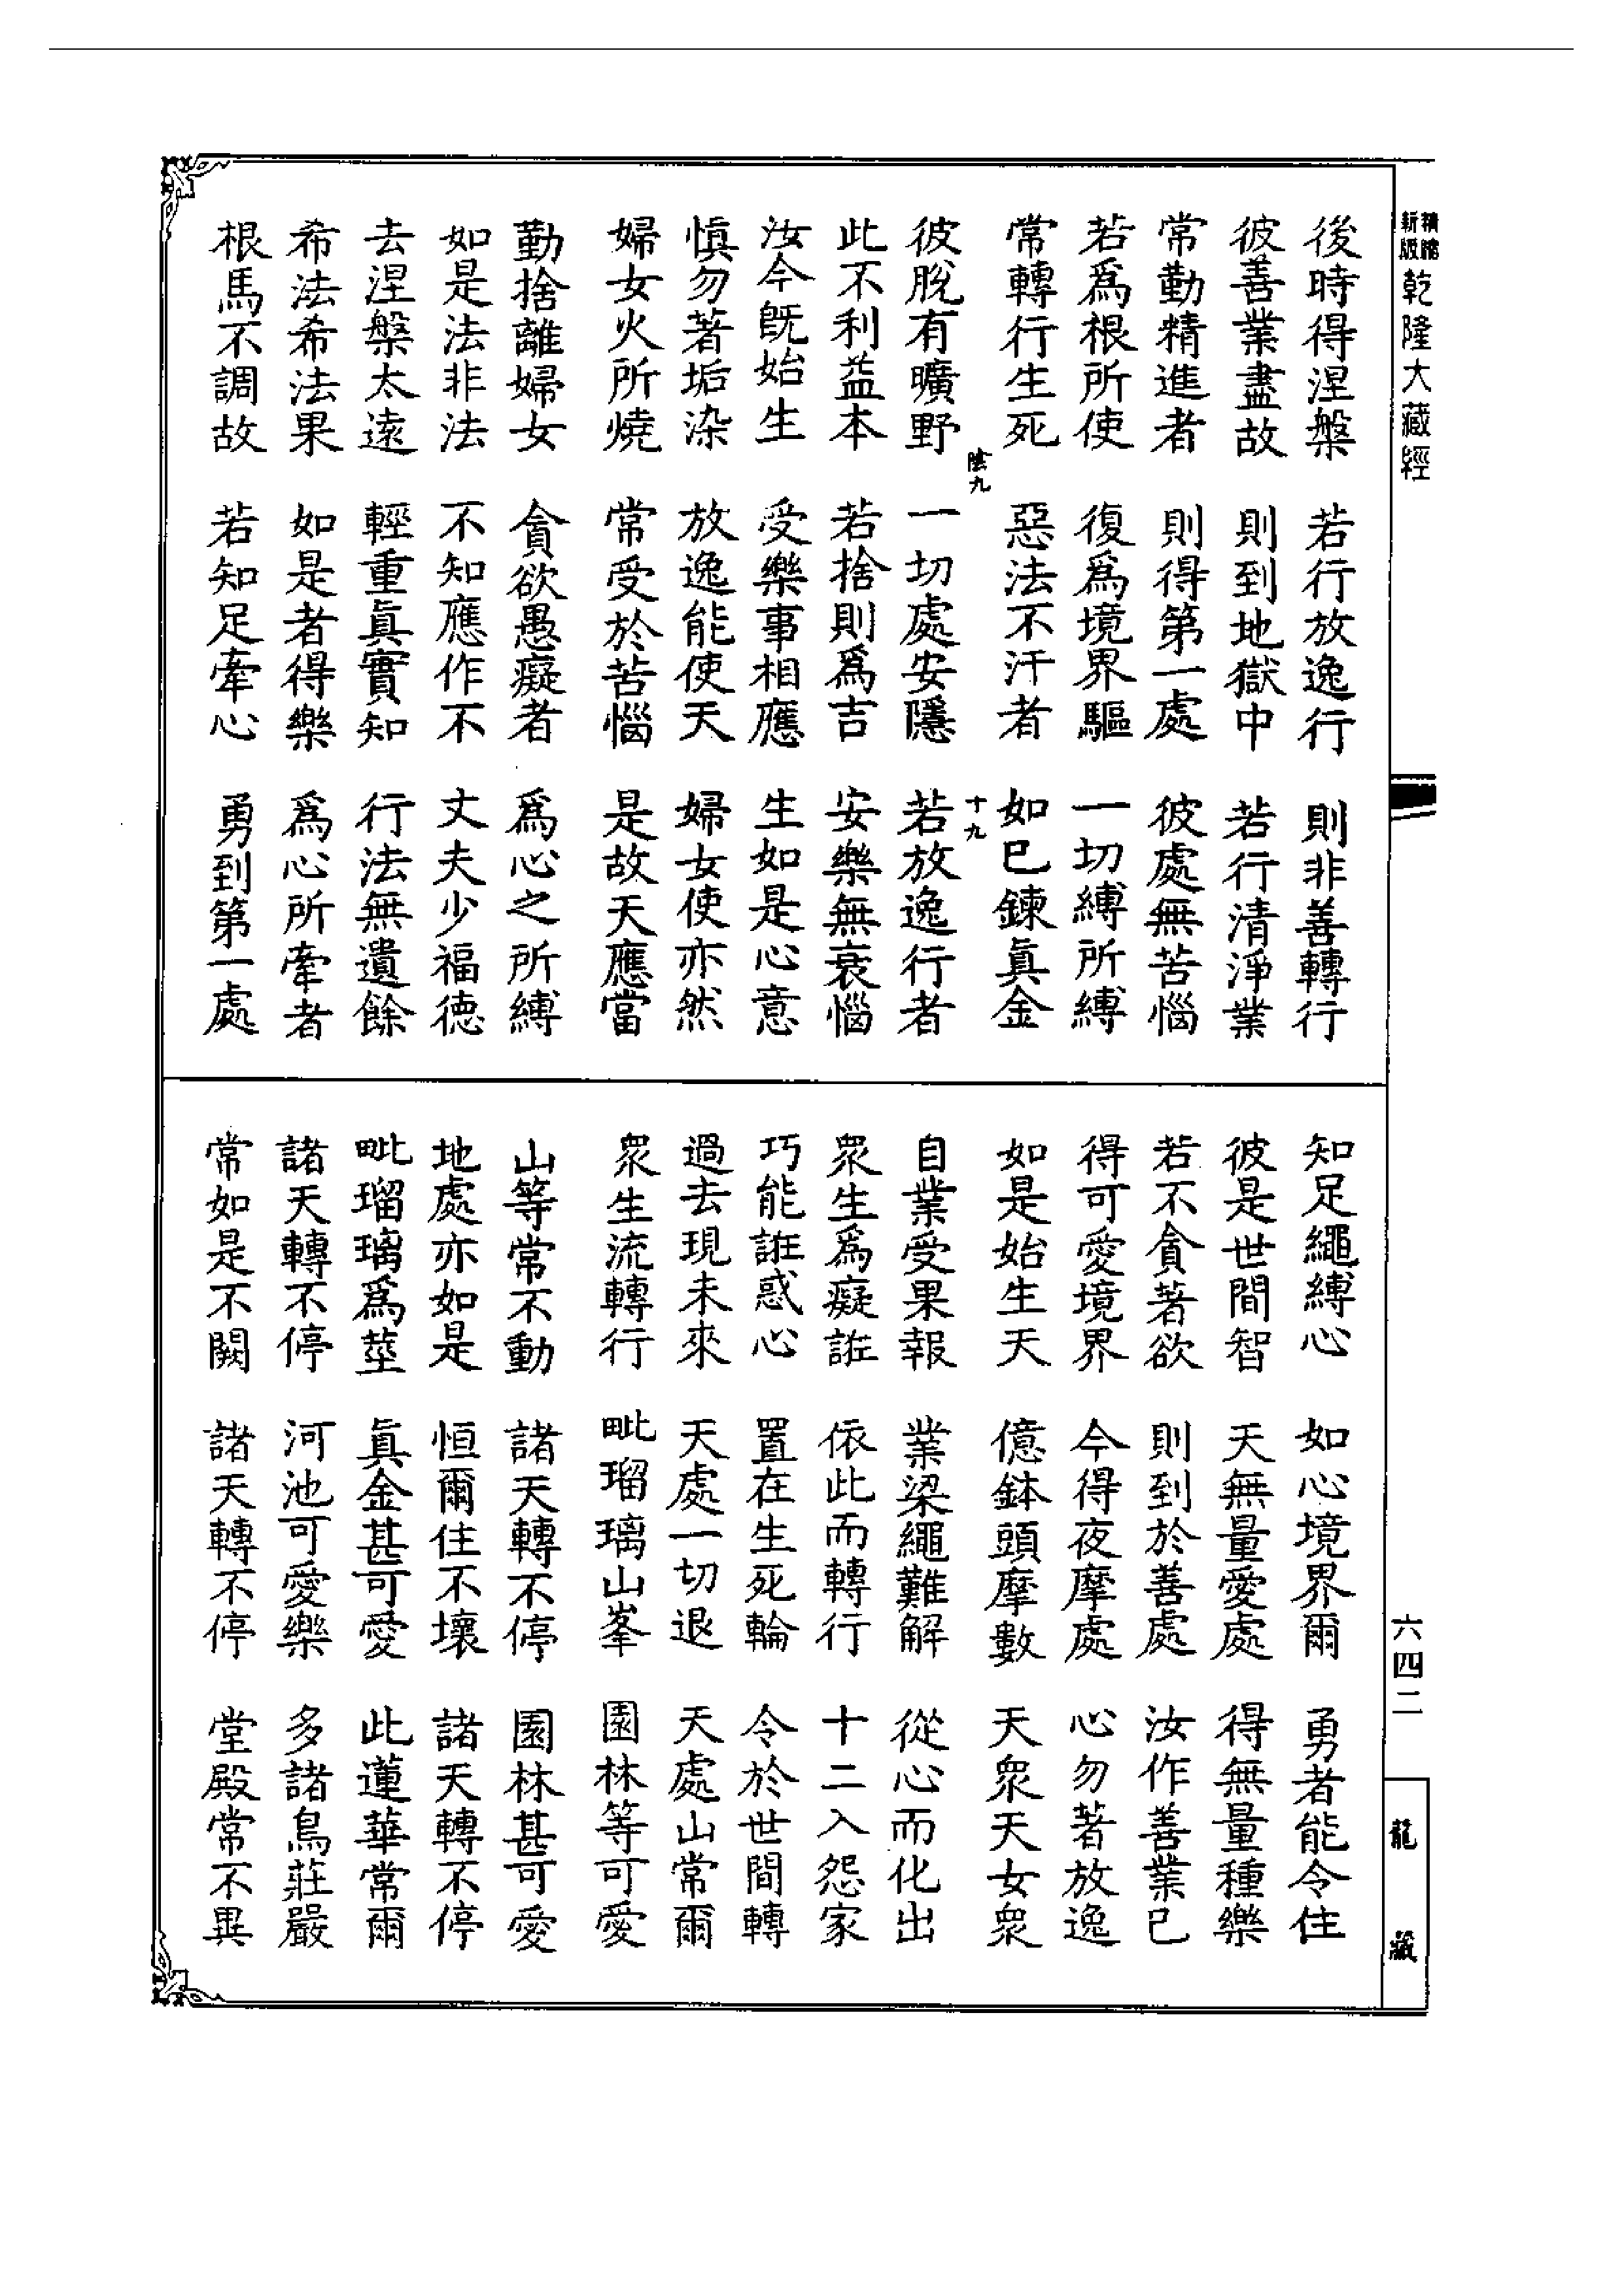 精縮新版乾隆大藏經
後時得涅槃　若行放逸行　則非善轉行
彼善業盡故　則到地獄中　若行清淨業
常勤精進者　則得第一處　彼處無苦惱
若爲根所使　復爲境界驅　一切縛所縛
常轉行生死　惡法不汗者　如巳鍊真金
陰九　十九
彼脫有曠野　一切處安隱　若放逸行者
此不利益本　若捨則爲吉　安樂無衰惱
汝今旣始生　受樂事相應　生如是心意
慎勿著垢染　放逸能使天　婦女使亦然
婦女火所燒　常受於苦惱　是故天應當
勤捨離婦女　貪欲愚癡者　爲心之所縛
如是法非法　不知應作不　丈夫少福德
去涅槃太遠　輕重眞實知　行法無遺餘
希法希法果　如是者得樂　爲心所牽者
根馬不調故　若知足牽心　勇到第一處
知足繩縛心　如心境界爾　勇者能令住
彼是世間智　天無量愛處　得無量種樂
若不貪著欲　則到於善處　汝作善業巳
得可愛境界　今得夜摩處　心勿著放逸
如是始生天　億鉢頭摩數　天衆天女衆
自業受果報　業梁繩難解　從心而化出
衆生爲癡誑　依此而轉行　十二入怨家
巧能誑惑心　置在生死輪　令於世間轉
過去現未來　天處一切退　天處山常爾
衆生流轉行　毗瑠璃山峯　園林等可愛
山等常不動　諸天轉不停　園林甚可愛
地處亦如是　恒爾住不壞　諸天轉不停
毗瑠璃爲莖　眞金甚可愛　此蓮華常爾
諸天轉不停　河池可愛樂　多諸鳥莊嚴
常如是不闕　諸天轉不停　堂殿常不異
六四二
龍藏